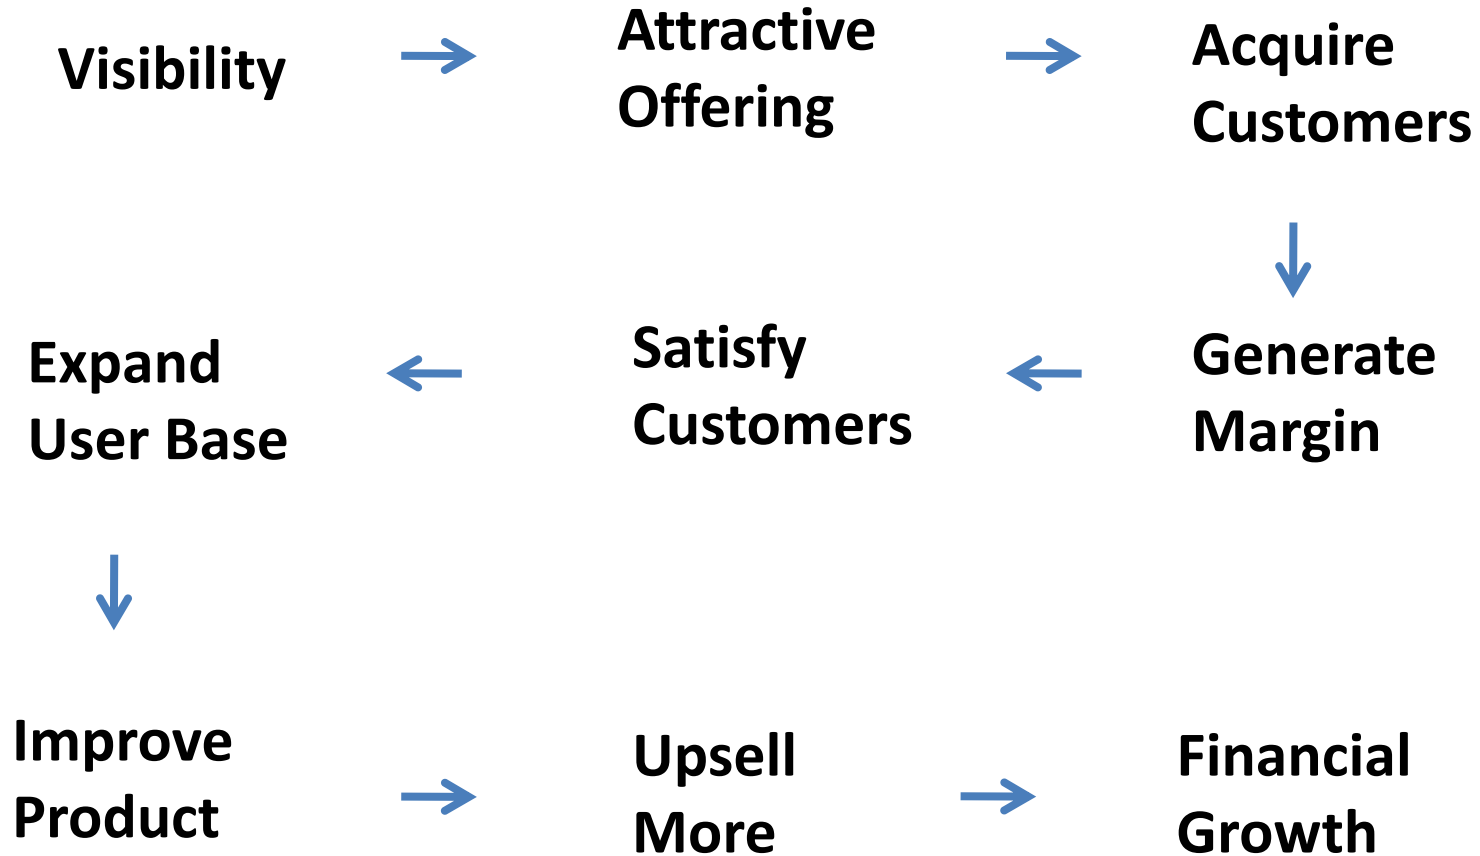 Visibility
Attractive
Offering
Acquire
Customers
Generate
Margin
Satisfy
Customers
Expand
User Base
Improve
Product
Upsell
More
Financial
Growth